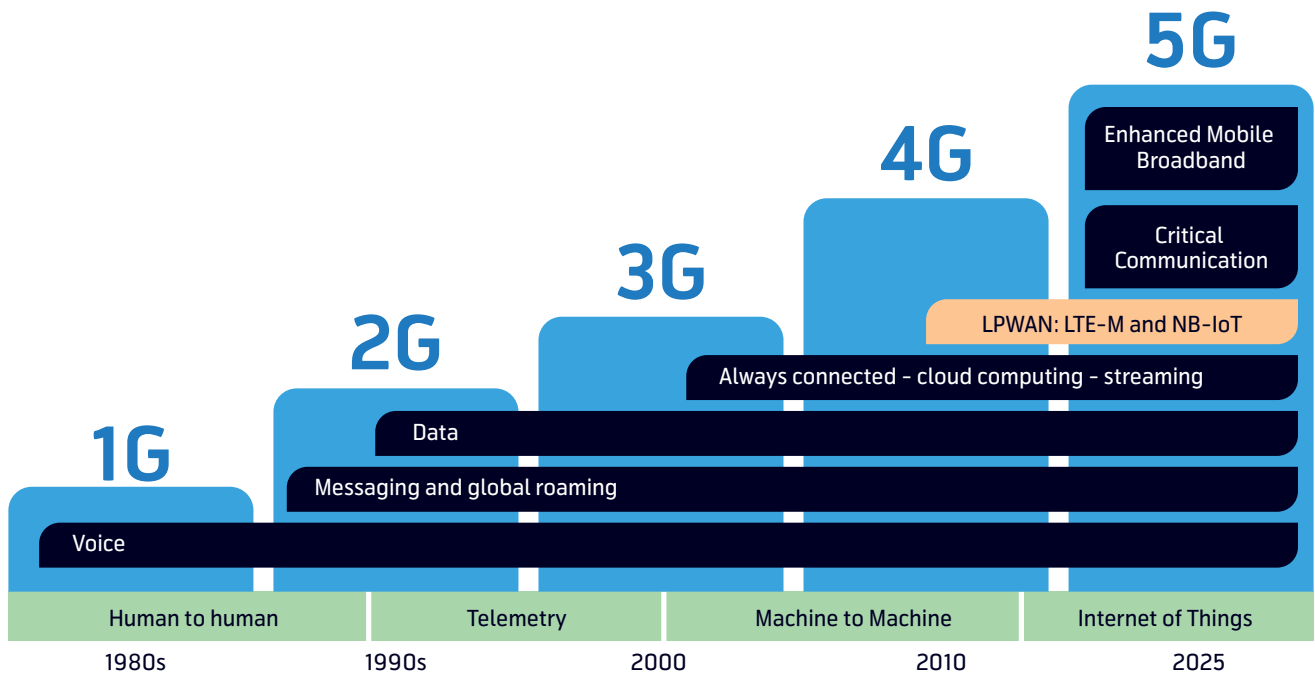 5G
Enhanced Mobile
Broadband
4G
Critical
Communication
3G
LPWAN: LTE-M and NB-IoT
2G
Always connected - cloud computing - streaming
1G
Data
Messaging and global roaming
Voice
Human to human
Telemetry
Machine to Machine
Internet of Things
1980s
1990s
2000
2010
2025